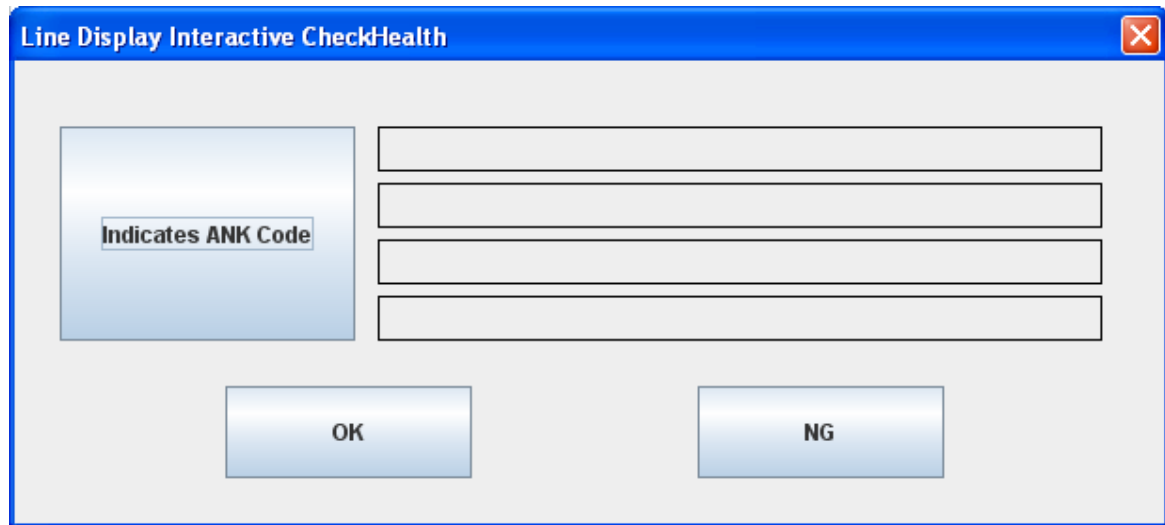 Line Display Interactive CheckHealth
Indicates ANK Code
OK
NG